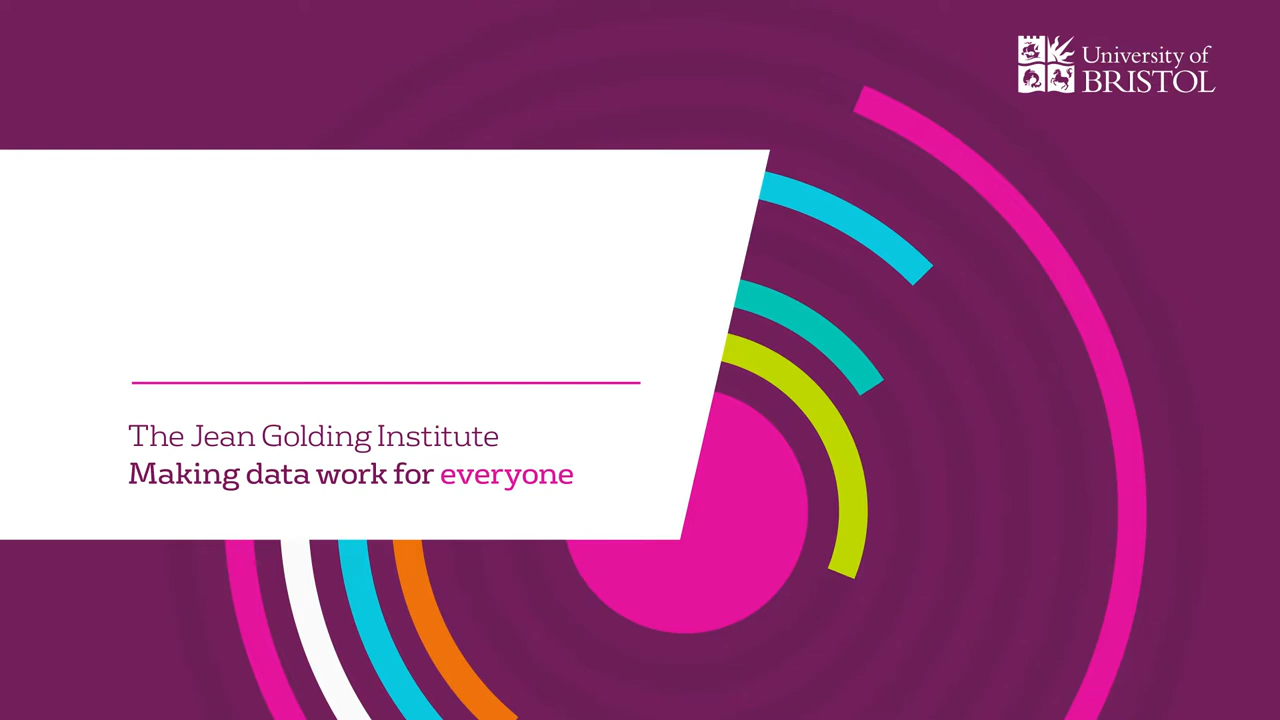 University of
BRISTOL
The Jean Golding Institute
Making data work for everyone